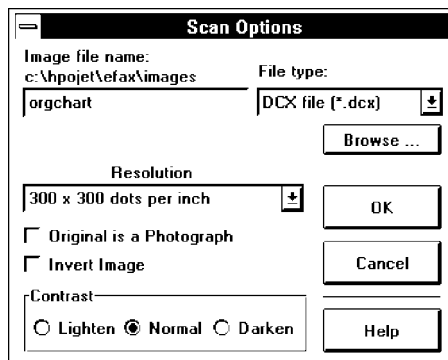 Scan Options
Image file name:
c:\hpojet\efax\images
File type:
orgchart
DCX file (*.dcx)
Browse ...
Resolution
300 x 300 dots per inch
OK
Original is a Photograph
Invert Image
Cancel
Contrast
Lighten Normal Darken
Help